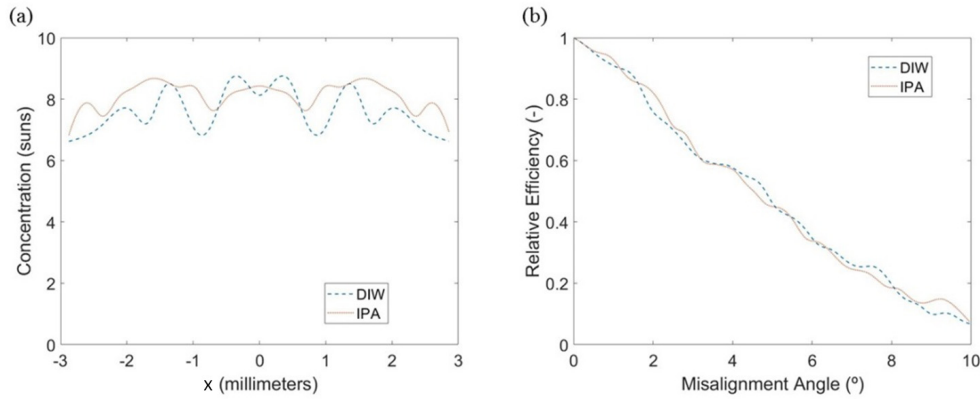 (a)
10
8
6
4
2
0
Concentration (suns)
-3 -2 -1 0 1 2 3
x (millimeters)
DIW
IPA
(b)
1
0.8
0.6
0.4
0.2
0
Relative Efficiency (-)
0 2 4 6 8 10
Misalignment Angle (º)
DIW
IPA